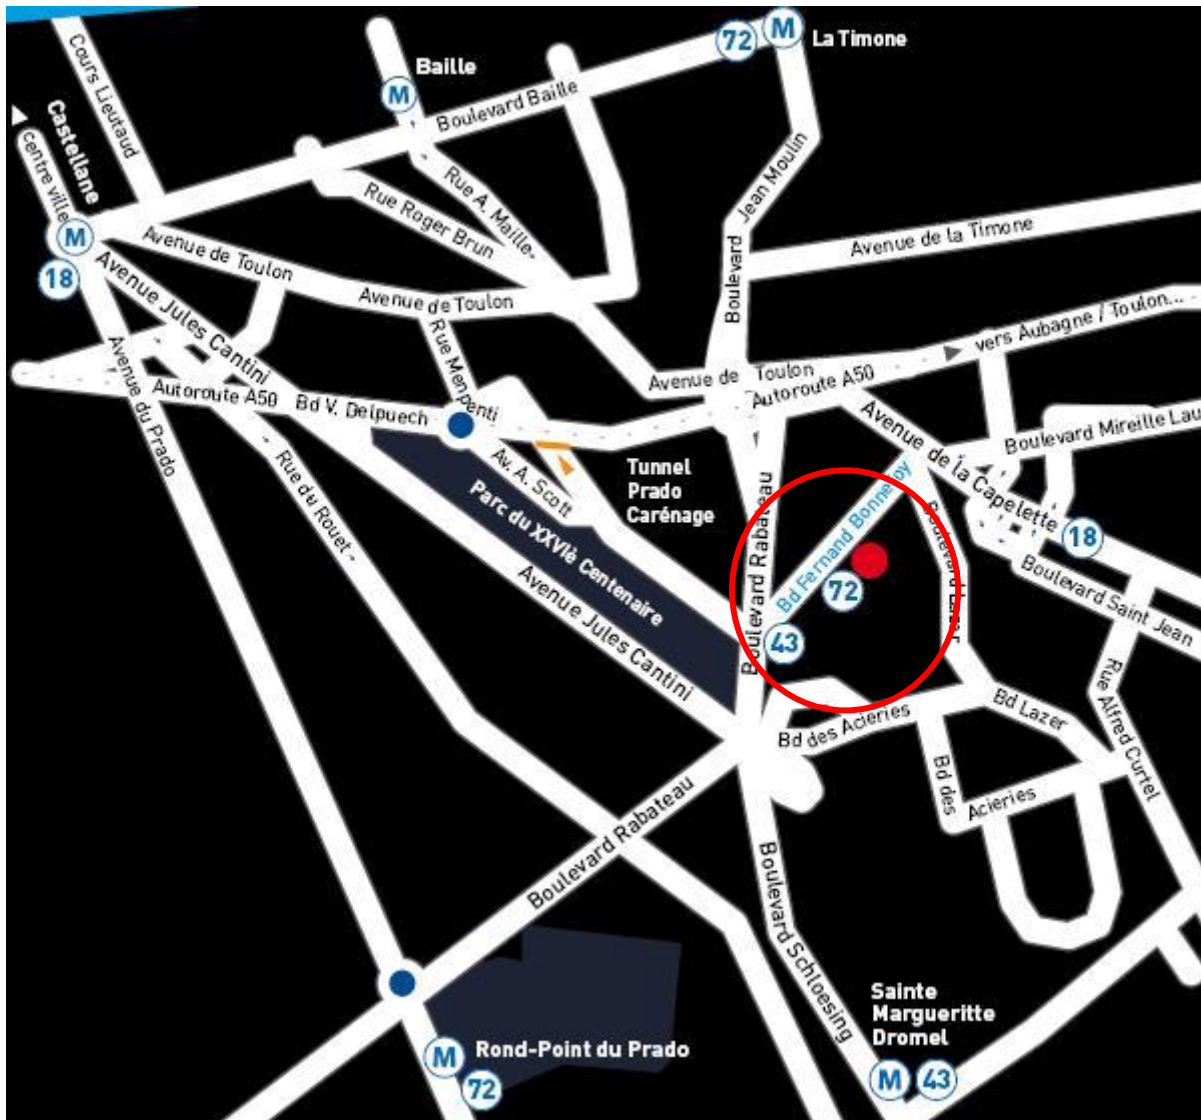 72
M
La Timone
Cours Lieutaud
Baille
M
Boulevard Baille
Castellane
Centre ville
M
18
Rue A. Maille-
Rue Roger Brun
Boulevard
Jean Moulin
Avenue de la Timone
Avenue de Toulon
Avenue de Toulon
Avenue Jules Cantini
Rue Menpenti
vers Aubagne / Toulon...
Avenue de Toulon
Autoroute A50
Autoroute A50
Bd V. Delpuech
Avenue du Prado
Avenue de la Capelette
Boulevard Mireille Lau
Rue du Rouet -
Av. A. Scott
Tunnel
Prado
Carénage
Parc du XXVIè Centenaire
Boulevard Rabateau
Bd Fernand Bonnefoy
72
43
Boulevard Lazer
18
Boulevard Saint Jean
Avenue Jules Cantini
Bd des Acieries
Bd Lazer
Rue Alfred Curtel
Bd des
Acieries
Boulevard Rabateau
Boulevard Schloesing
Sainte
Margueritte
Dromel
M
43
M
Rond-Point du Prado
72